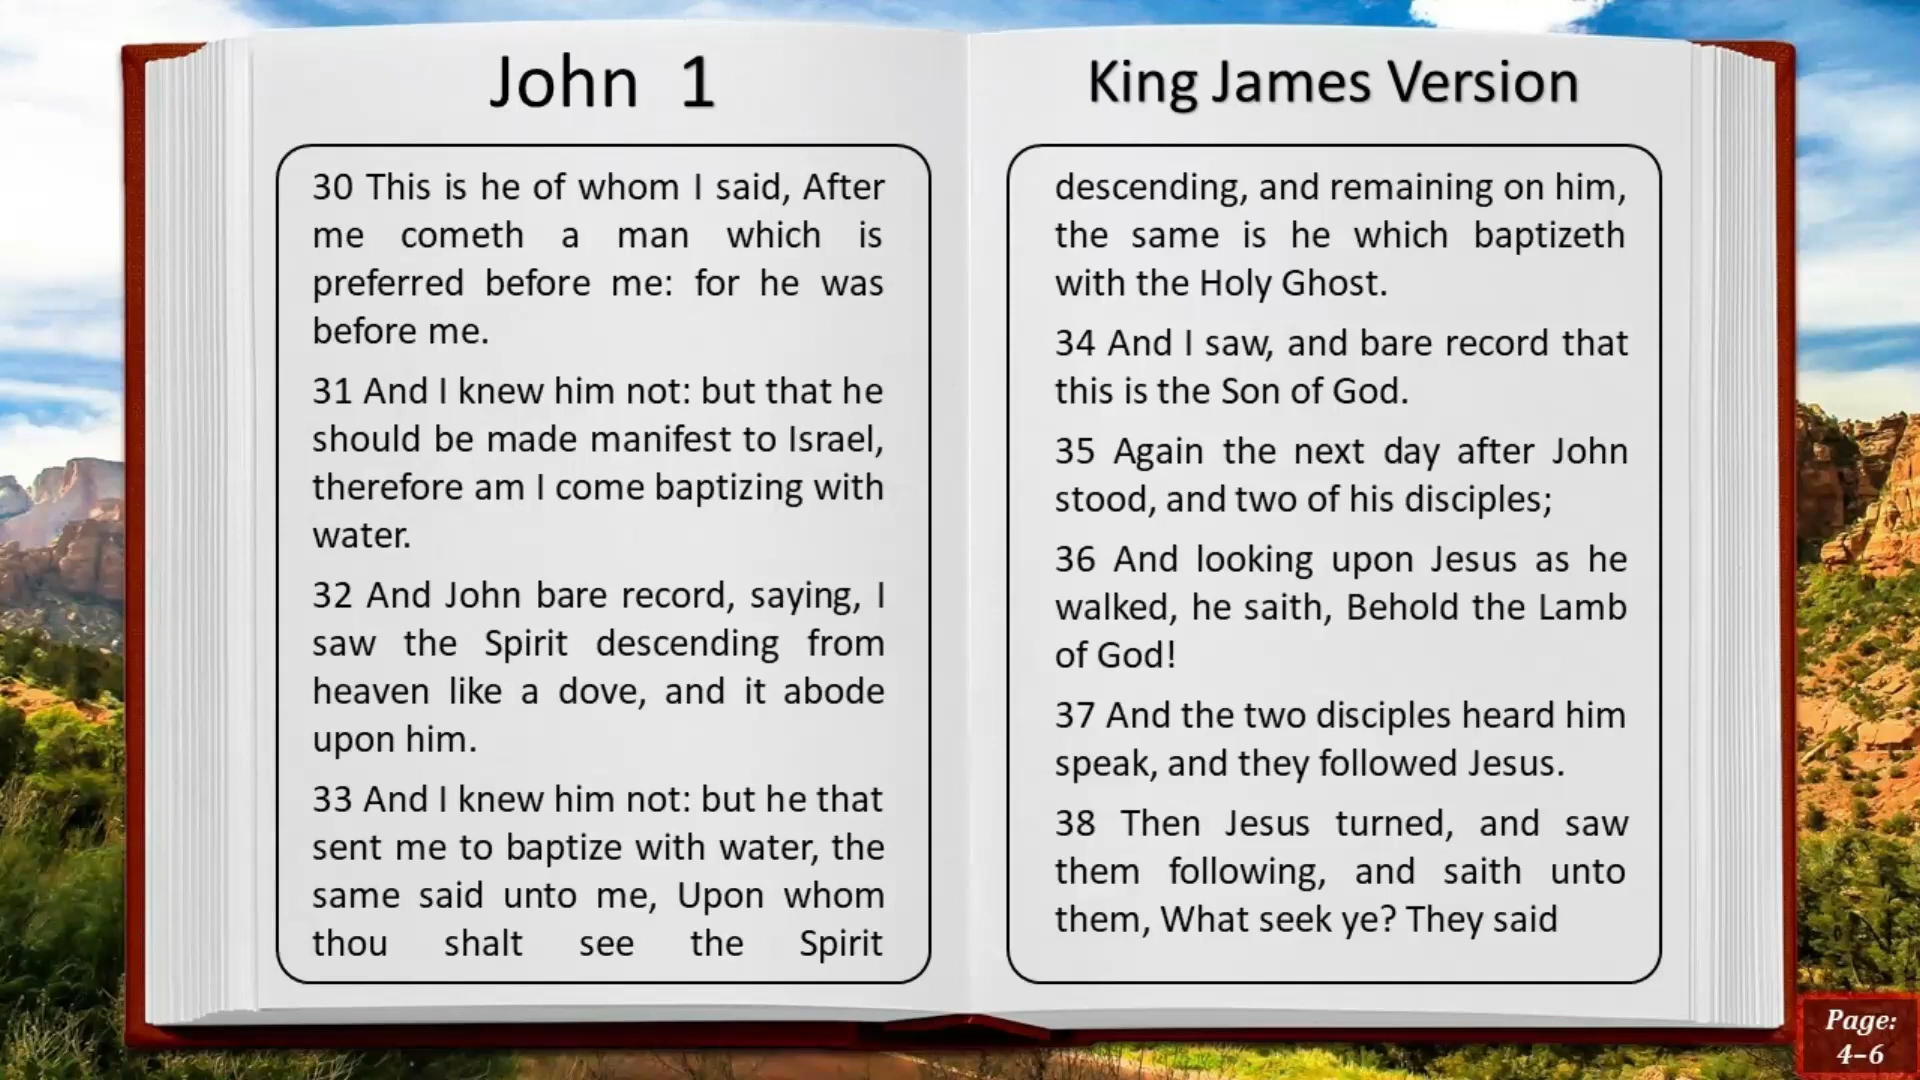 John 1
30 This is he of whom I said, After
me cometh a man which is
preferred before me: for he was
before me.
31 And I knew him not: but that he
should be made manifest to Israel,
therefore am I come baptizing with
water.
32 And John bare record, saying, I
saw the Spirit descending from
heaven like a dove, and it abode
upon him.
33 And I knew him not: but he that
sent me to baptize with water, the
same said unto me, Upon whom
thou shalt see the Spirit
King James Version
descending, and remaining on him,
the same is he which baptizeth
with the Holy Ghost.
34 And I saw, and bare record that
this is the Son of God.
35 Again the next day after John
stood, and two of his disciples;
36 And looking upon Jesus as he
walked, he saith, Behold the Lamb
of God!
37 And the two disciples heard him
speak, and they followed Jesus.
38 Then Jesus turned, and saw
them following, and saith unto
them, What seek ye? They said
Page:
4–6